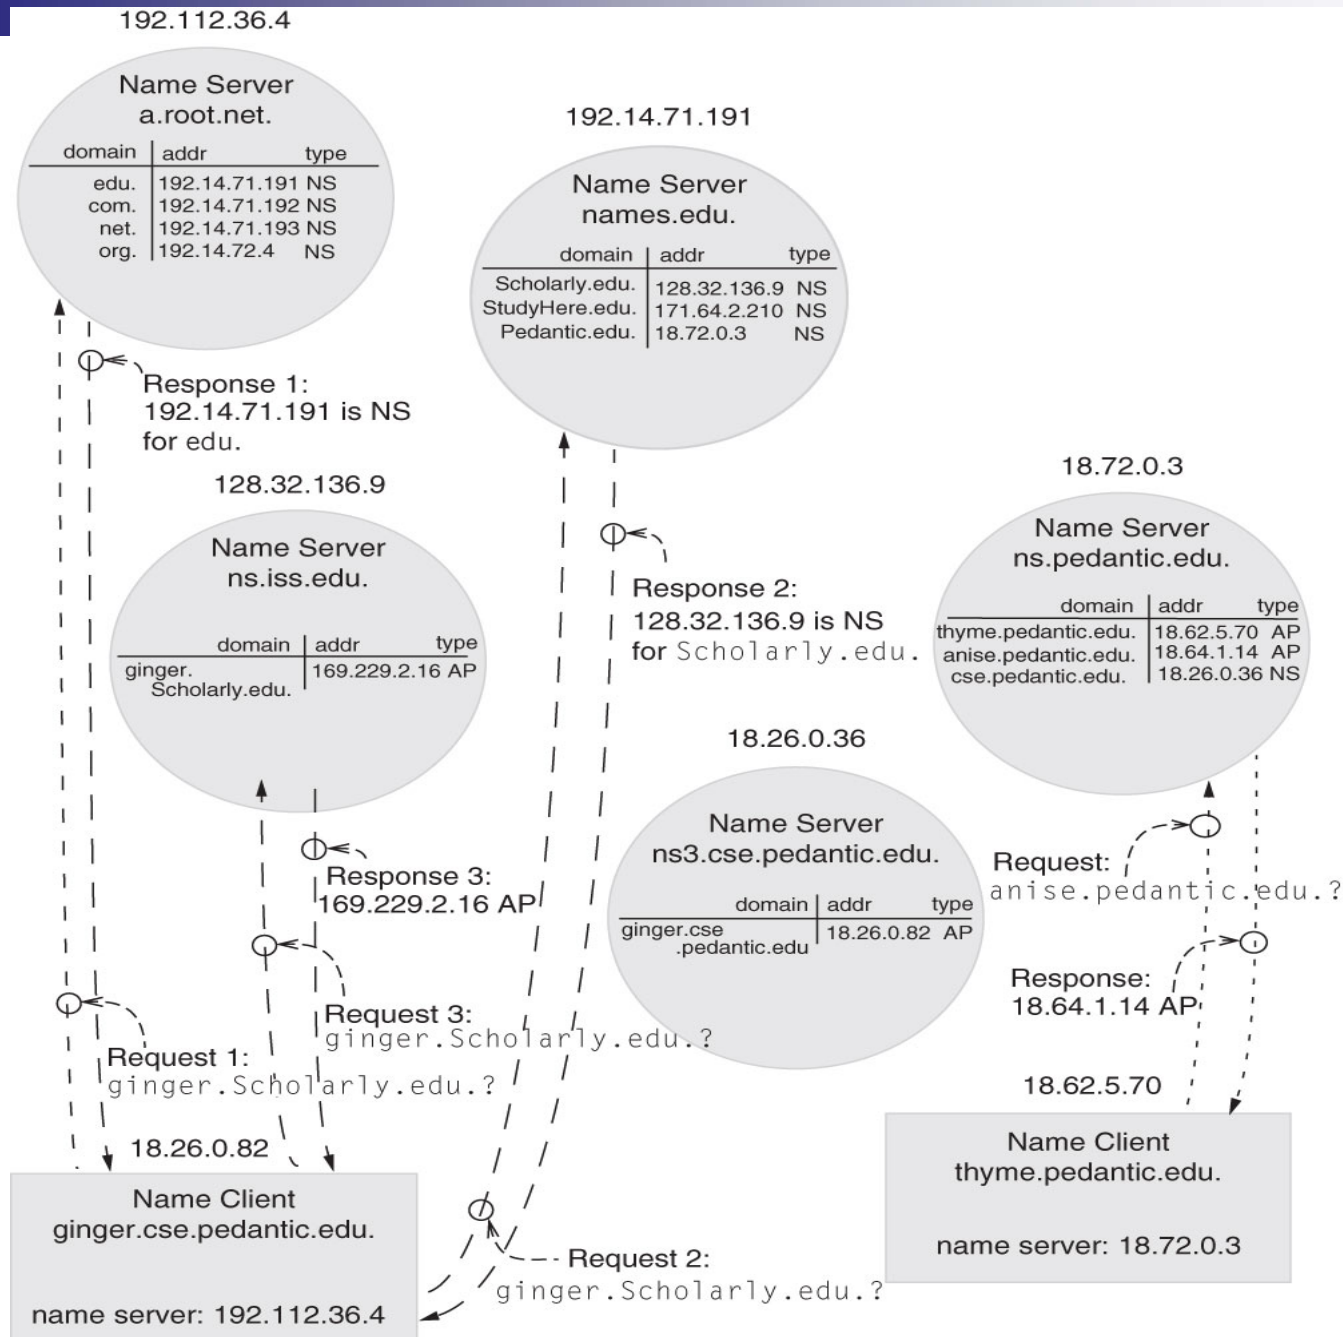 192.112.36.4
Name Server
a.root.net.
domain addr type
edu. 192.14.71.191 NS
com. 192.14.71.192 NS
net. 192.14.71.193 NS
org. 192.14.72.4 NS
192.14.71.191
Name Server
names.edu.
domain addr type
Scholarly.edu. 128.32.136.9 NS
StudyHere.edu. 171.64.2.210 NS
Pedantic.edu. 18.72.0.3 NS
Response 1:
192.14.71.191 is NS
for edu.
128.32.136.9
Name Server
ns.iss.edu.
domain addr type
ginger. 169.229.2.16 AP
Scholarly.edu.
Response 2:
128.32.136.9 is NS
for Scholarly.edu.
18.72.0.3
Name Server
ns.pedantic.edu.
domain addr type
thyme.pedantic.edu. 18.62.5.70 AP
anise.pedantic.edu. 18.64.1.14 AP
cse.pedantic.edu. 18.26.0.36 NS
18.26.0.36
Name Server
ns3.cse.pedantic.edu.
domain addr type
ginger.cse 18.26.0.82 AP
.pedantic.edu
Response 3:
169.229.2.16 AP
Request 3:
ginger.Scholarly.edu.?
Request 1:
ginger.Scholarly.edu.?
Request:
anise.pedantic.edu.?
Response:
18.64.1.14 AP
18.26.0.82
Name Client
ginger.cse.pedantic.edu.
name server: 192.112.36.4
Request 2:
ginger.Scholarly.edu.?
18.62.5.70
Name Client
thyme.pedantic.edu.
name server: 18.72.0.3